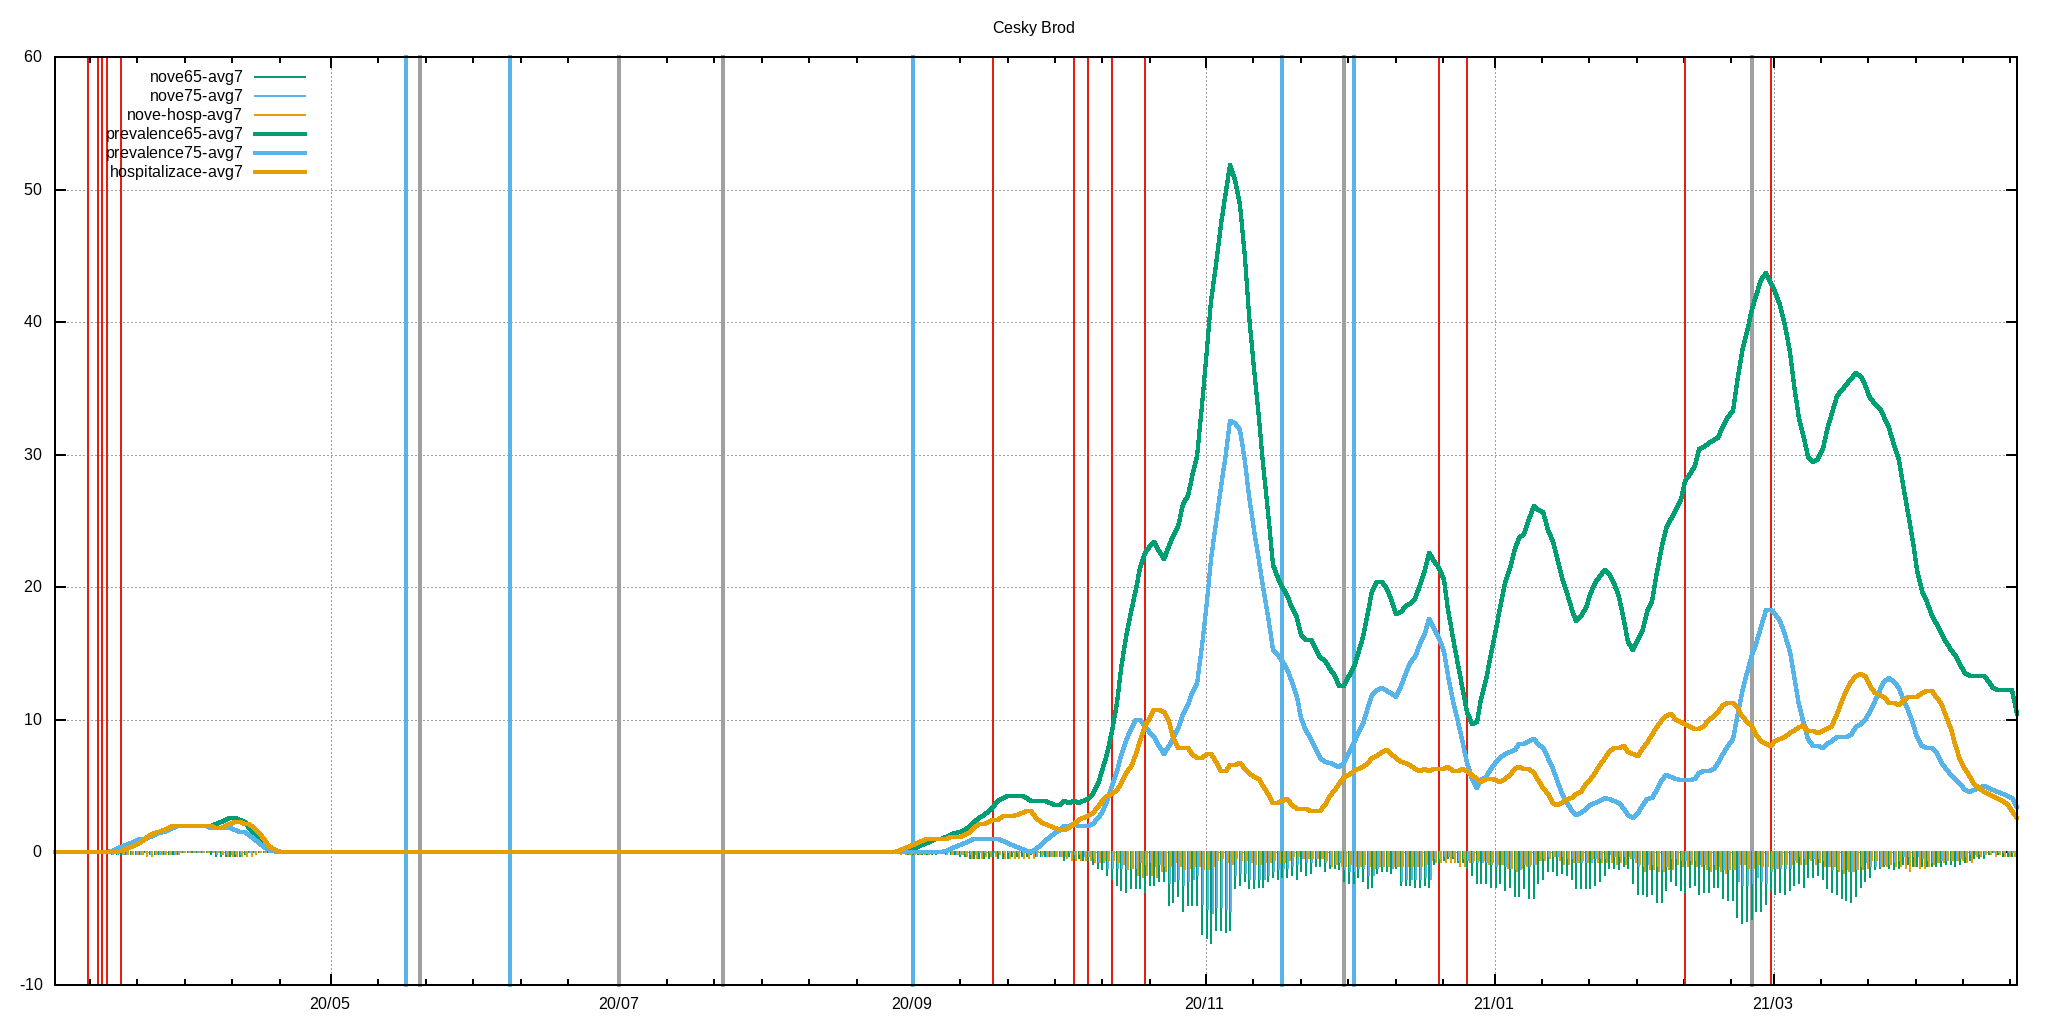 Cesky Brod
60
50
40
30
20
10
0
-10
nove65-avg7
nove75-avg7
nove-hosp-avg7
prevalence65-avg7
prevalence75-avg7
hospitalizace-avg7
20/05 20/07 20/09 20/11 21/01 21/03